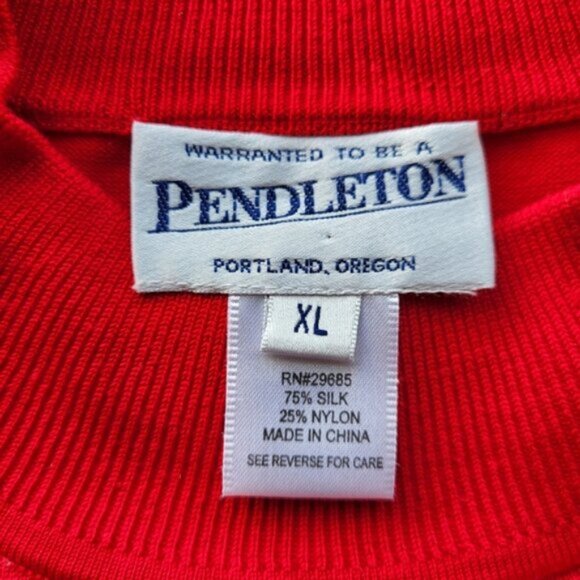 WARRANTED TO BE A
PENDLETON
PORTLAND, OREGON
XL
RN#29685
75% SILK
25% NYLON
MADE IN CHINA
SEE REVERSE FOR CARE